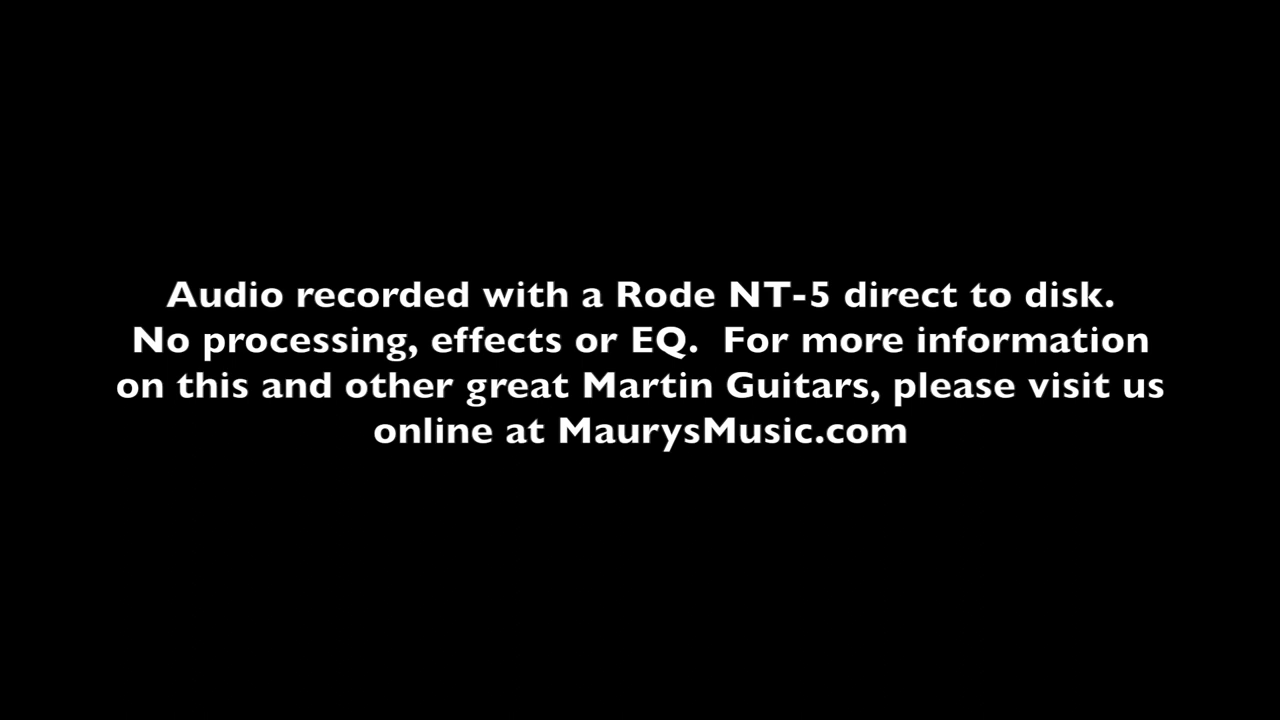 Audio recorded with a Rode NT-5 direct to disk.
No processing, effects or EQ.  For more information
on this and other great Martin Guitars, please visit us
online at MaurysMusic.com